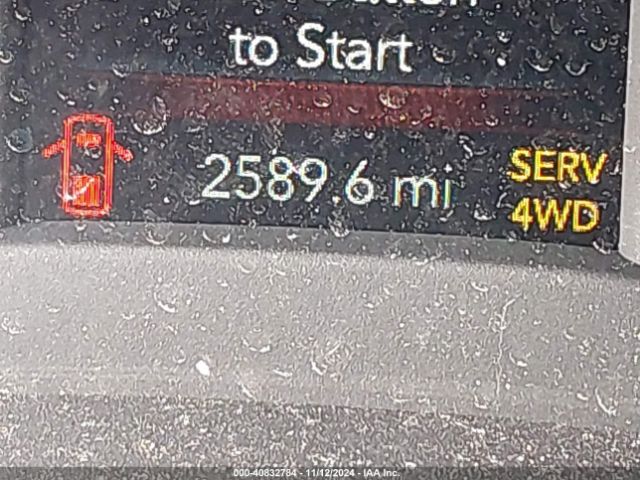 to Start
2589.6 mi
SERV
4WD
000-40832784 - 11/12/2024 - IAA Inc.